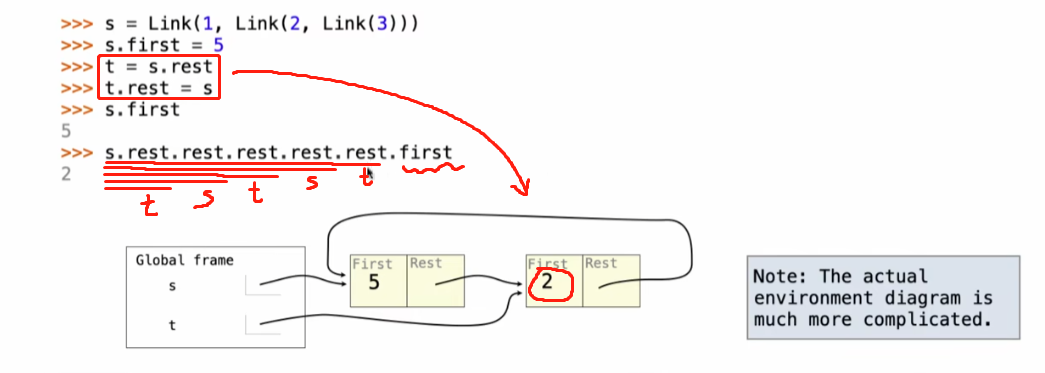 >>> s = Link(1, Link(2, Link(3)))
>>> s.first = 5
>>> t = s.rest
>>> t.rest = s
>>> s.first
5
>>> s.rest.rest.rest.rest.rest.first
2
t s t s t
Global frame
s
t
First Rest
5
First Rest
2
Note: The actual
environment diagram is
much more complicated.